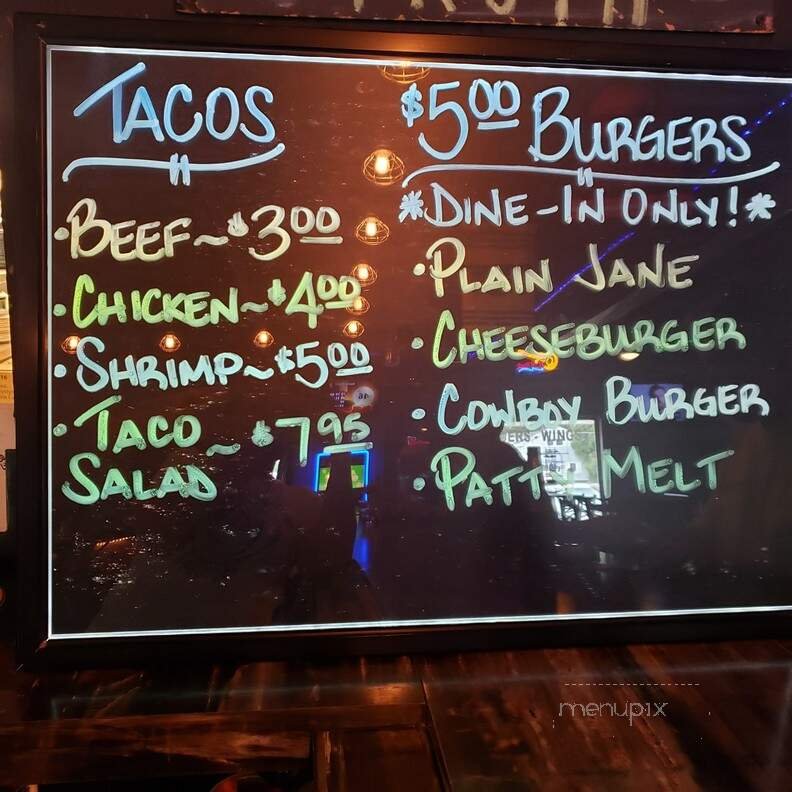 TACOS
• BEEF ~ $3.00
• CHICKEN ~ $4.00
• SHRIMP ~ $5.00
• TACO SALAD ~ $7.95
$5.00 BURGERS
*DINE-IN ONLY!*
• PLAIN JANE
• CHEESEBURGER
• COWBOY BURGER
• PATTY MELT
WINGS
menupix